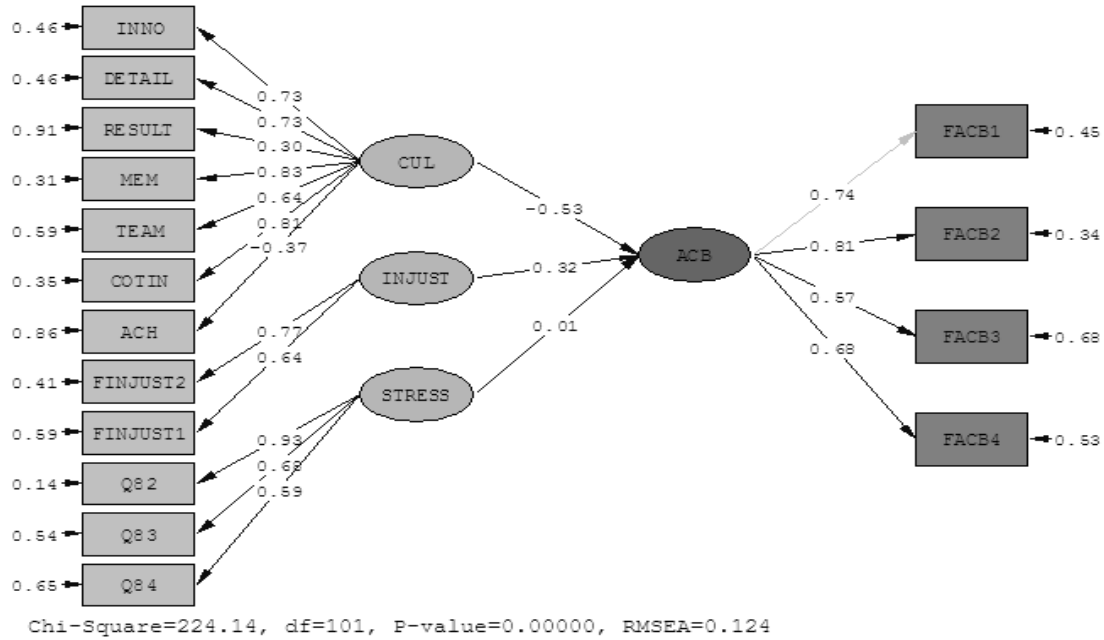 0.46 INNO
0.46 DETAIL
0.91 RESULT
0.31 MEM
0.59 TEAM
0.35 COTIN
0.86 ACH
0.41 FINJUST2
0.59 FINJUST1
0.14 Q82
0.54 Q83
0.65 Q84
0.73
0.73
0.30
0.83
0.64
0.81
-0.37
0.77
0.64
0.93
0.68
0.59
CUL
INJUST
STRESS
-0.53
0.32
0.01
ACB
0.74
0.81
0.57
0.68
FACB1 0.45
FACB2 0.34
FACB3 0.68
FACB4 0.53
Chi-Square=224.14, df=101, P-value=0.00000, RMSEA=0.124